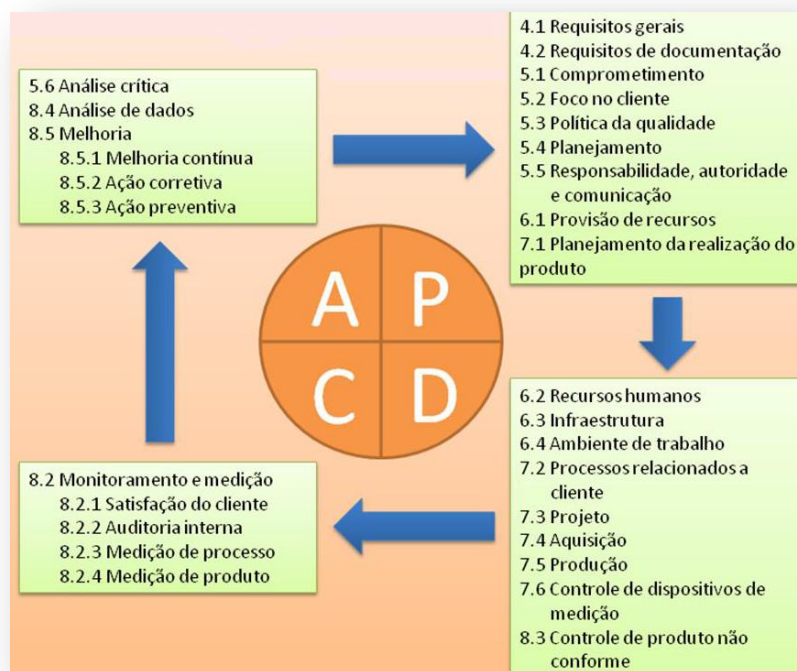 5.6 Análise crítica
8.4 Análise de dados
8.5 Melhoria
8.5.1 Melhoria contínua
8.5.2 Ação corretiva
8.5.3 Ação preventiva
4.1 Requisitos gerais
4.2 Requisitos de documentação
5.1 Comprometimento
5.2 Foco no cliente
5.3 Política da qualidade
5.4 Planejamento
5.5 Responsabilidade, autoridade
e comunicação
6.1 Provisão de recursos
7.1 Planejamento da realização do
produto
A P
C D
8.2 Monitoramento e medição
8.2.1 Satisfação do cliente
8.2.2 Auditoria interna
8.2.3 Medição de processo
8.2.4 Medição de produto
6.2 Recursos humanos
6.3 Infraestrutura
6.4 Ambiente de trabalho
7.2 Processos relacionados a
cliente
7.3 Projeto
7.4 Aquisição
7.5 Produção
7.6 Controle de dispositivos de
medição
8.3 Controle de produto não
conforme